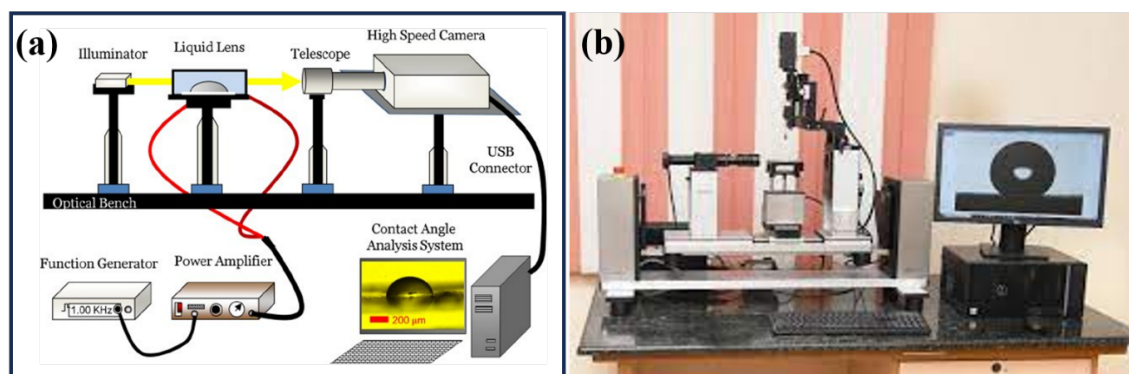 (a)
Illuminator
Liquid Lens
Telescope
High Speed Camera
USB
Connector
Optical Bench
Contact Angle
Analysis System
Function Generator
Power Amplifier
1.00 KHz
200 µm
(b)